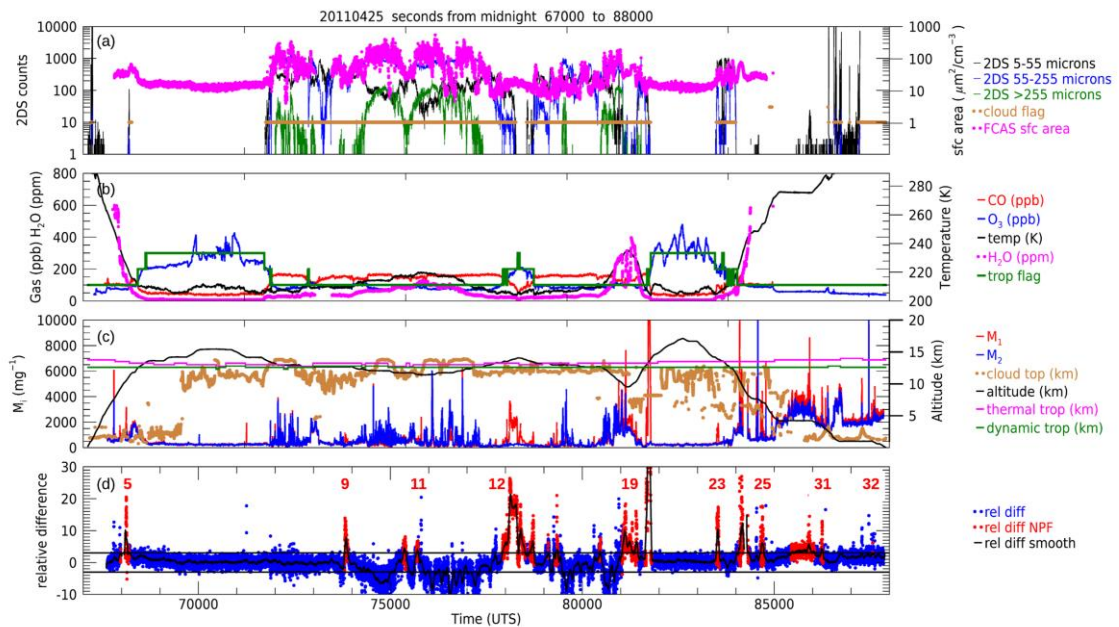 20110425 seconds from midnight 67000 to 88000
(a)
2DS counts
1000
100
10
1
1000
100
10
1
sfc area ( μm²/cm⁻³ )
2DS 5-55 microns
2DS 55-255 microns
2DS >255 microns
cloud flag
FCAS sfc area
(b)
Gas (ppb) H₂O (ppm)
800
600
400
200
0
280
260
240
220
200
Temperature (K)
CO (ppb)
O₃ (ppb)
temp (K)
H₂O (ppm)
trop flag
(c)
Mᵢ (mg⁻¹)
10000
8000
6000
4000
2000
0
20
15
10
5
Altitude (km)
M₁
M₂
cloud top (km)
altitude (km)
thermal trop (km)
dynamic trop (km)
(d)
relative difference
30
20
10
0
-10
5 9 11 12 19 23 25 31 32
rel diff
rel diff NPF
rel diff smooth
70000 75000 80000 85000
Time (UTS)